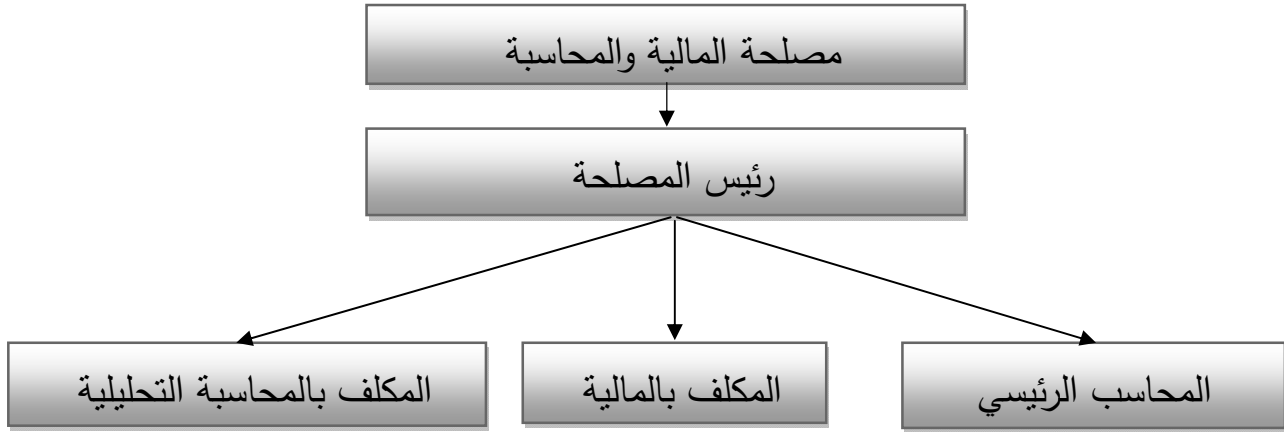 مصلحة المالية والمحاسبة
رئيس المصلحة
المحاسب الرئيسي
المكلف بالمالية
المكلف بالمحاسبة التحليلية